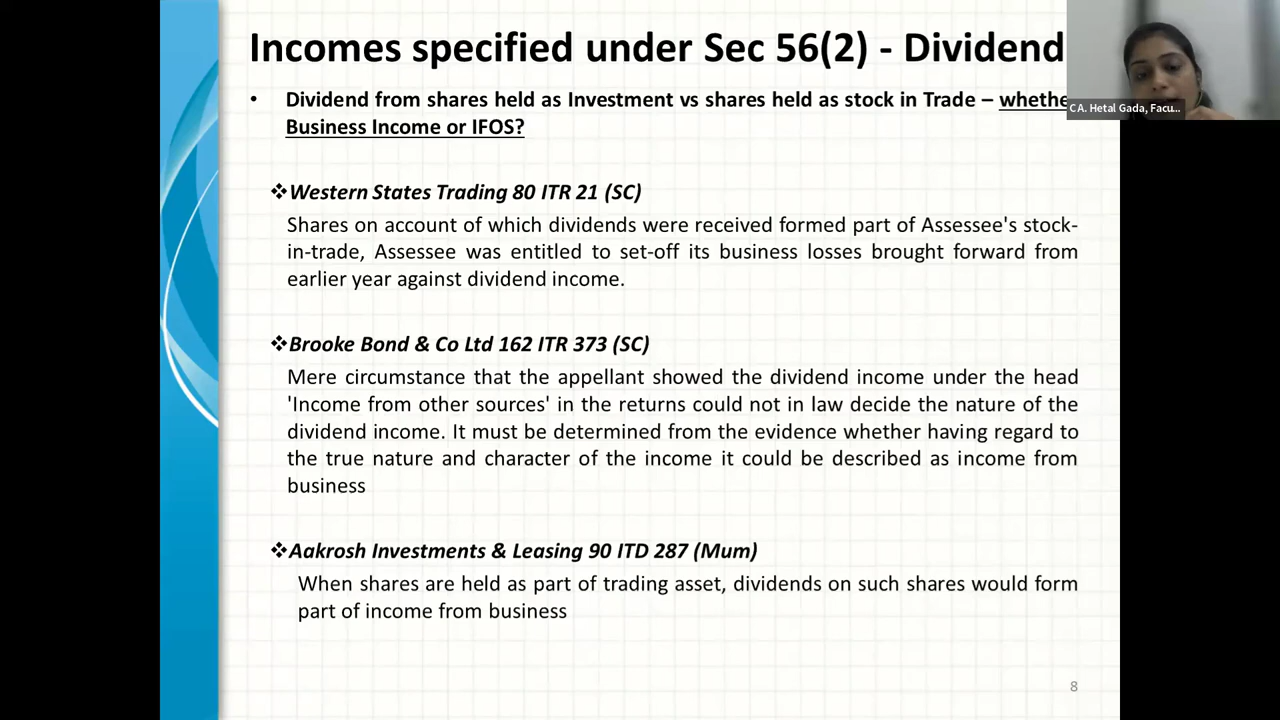 Incomes specified under Sec 56(2) - Dividend
• Dividend from shares held as Investment vs shares held as stock in Trade –
Business Income or IFOS?
❖Western States Trading 80 ITR 21 (SC)
Shares on account of which dividends were received formed part of Assessee's stock-
in-trade, Assessee was entitled to set-off its business losses brought forward from
earlier year against dividend income.
❖Brooke Bond & Co Ltd 162 ITR 373 (SC)
Mere circumstance that the appellant showed the dividend income under the head
'Income from other sources' in the returns could not in law decide the nature of the
dividend income. It must be determined from the evidence whether having regard to
the true nature and character of the income it could be described as income from
business
❖Aakrosh Investments & Leasing 90 ITD 287 (Mum)
When shares are held as part of trading asset, dividends on such shares would form
part of income from business
8
CA. Hetal Gada, Facu...